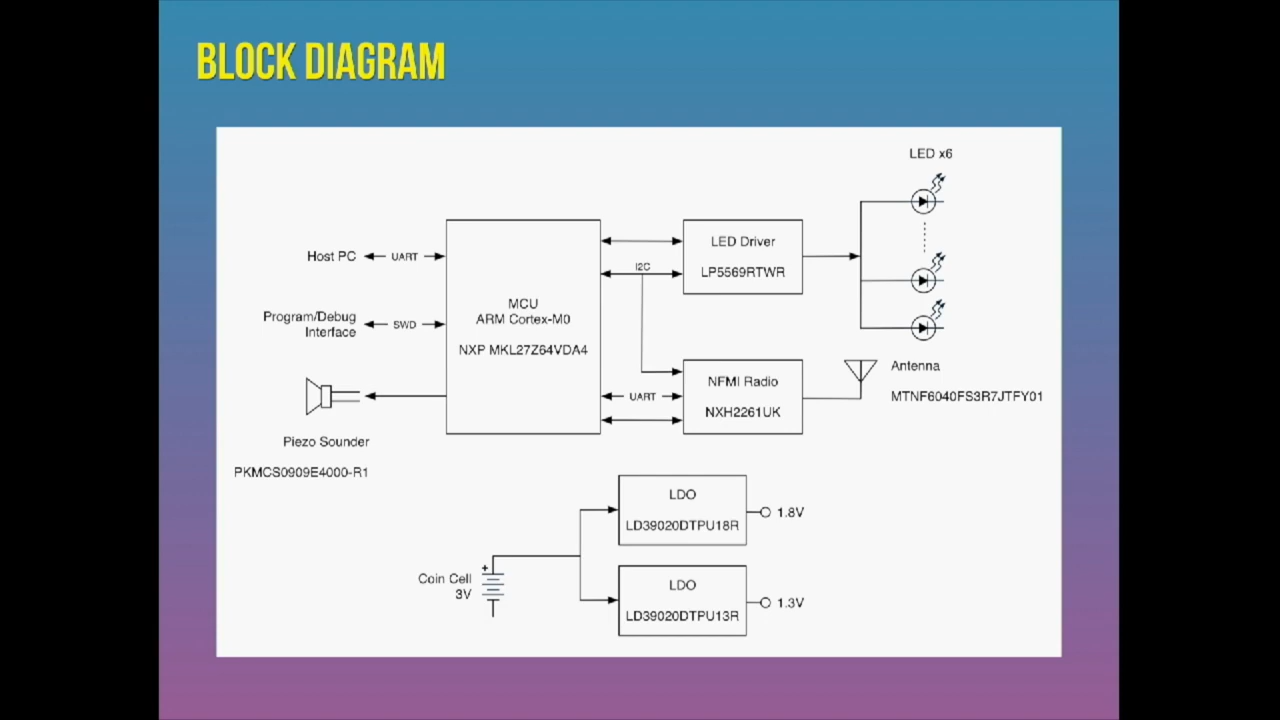 BLOCK DIAGRAM
LED x6
Host PC
UART
Program/Debug
Interface
SWD
MCU
ARM Cortex-M0
NXP MKL27Z64VDA4
I2C
LED Driver
LP5569RTWR
UART
NFMI Radio
NXH2261UK
Antenna
MTNF6040FS3R7JTFY01
Piezo Sounder
PKMCS0909E4000-R1
LDO
LD39020DTPU18R
1.8V
Coin Cell
3V
+
LDO
LD39020DTPU13R
1.3V